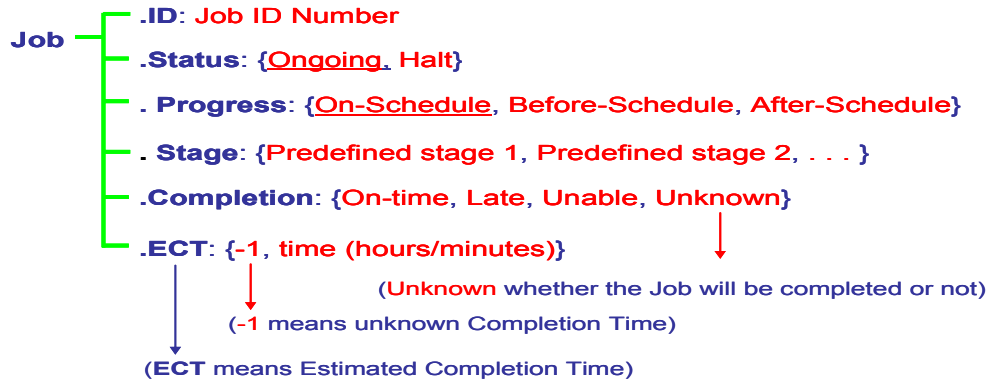 .ID: Job ID Number
Job
.Status: {Ongoing, Halt}
. Progress: {On-Schedule, Before-Schedule, After-Schedule}
. Stage: {Predefined stage 1, Predefined stage 2, . . . }
.Completion: {On-time, Late, Unable, Unknown}
.ECT: {-1, time (hours/minutes)}
(Unknown whether the Job will be completed or not)
(-1 means unknown Completion Time)
(ECT means Estimated Completion Time)